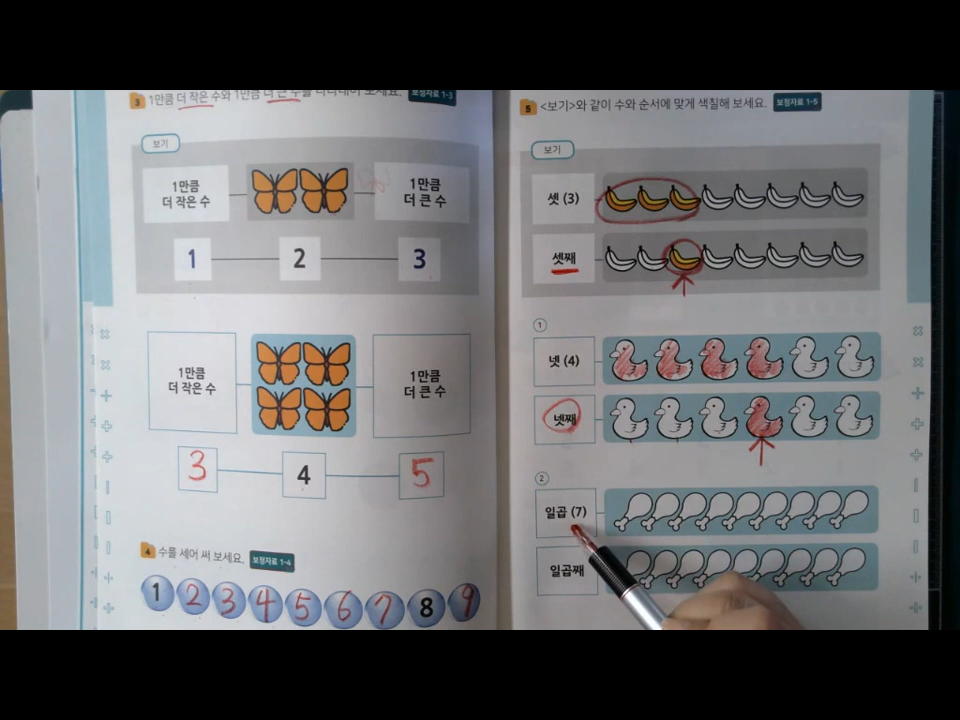 3 1만큼 더 작은 수와 1만큼 더 큰 수를 나타내어 보세요. 보정자료 1-3
보기
1만큼
더 작은 수
1만큼
더 큰 수
1 2 3
1만큼
더 작은 수
1만큼
더 큰 수
3 4 5
4 수를 세어 써 보세요. 보정자료 1-4
1 2 3 4 5 6 7 8 9
5 <보기>와 같이 수와 순서에 맞게 색칠해 보세요. 보정자료 1-5
보기
셋 (3)
셋째
1
넷 (4)
넷째
2
일곱 (7)
일곱째